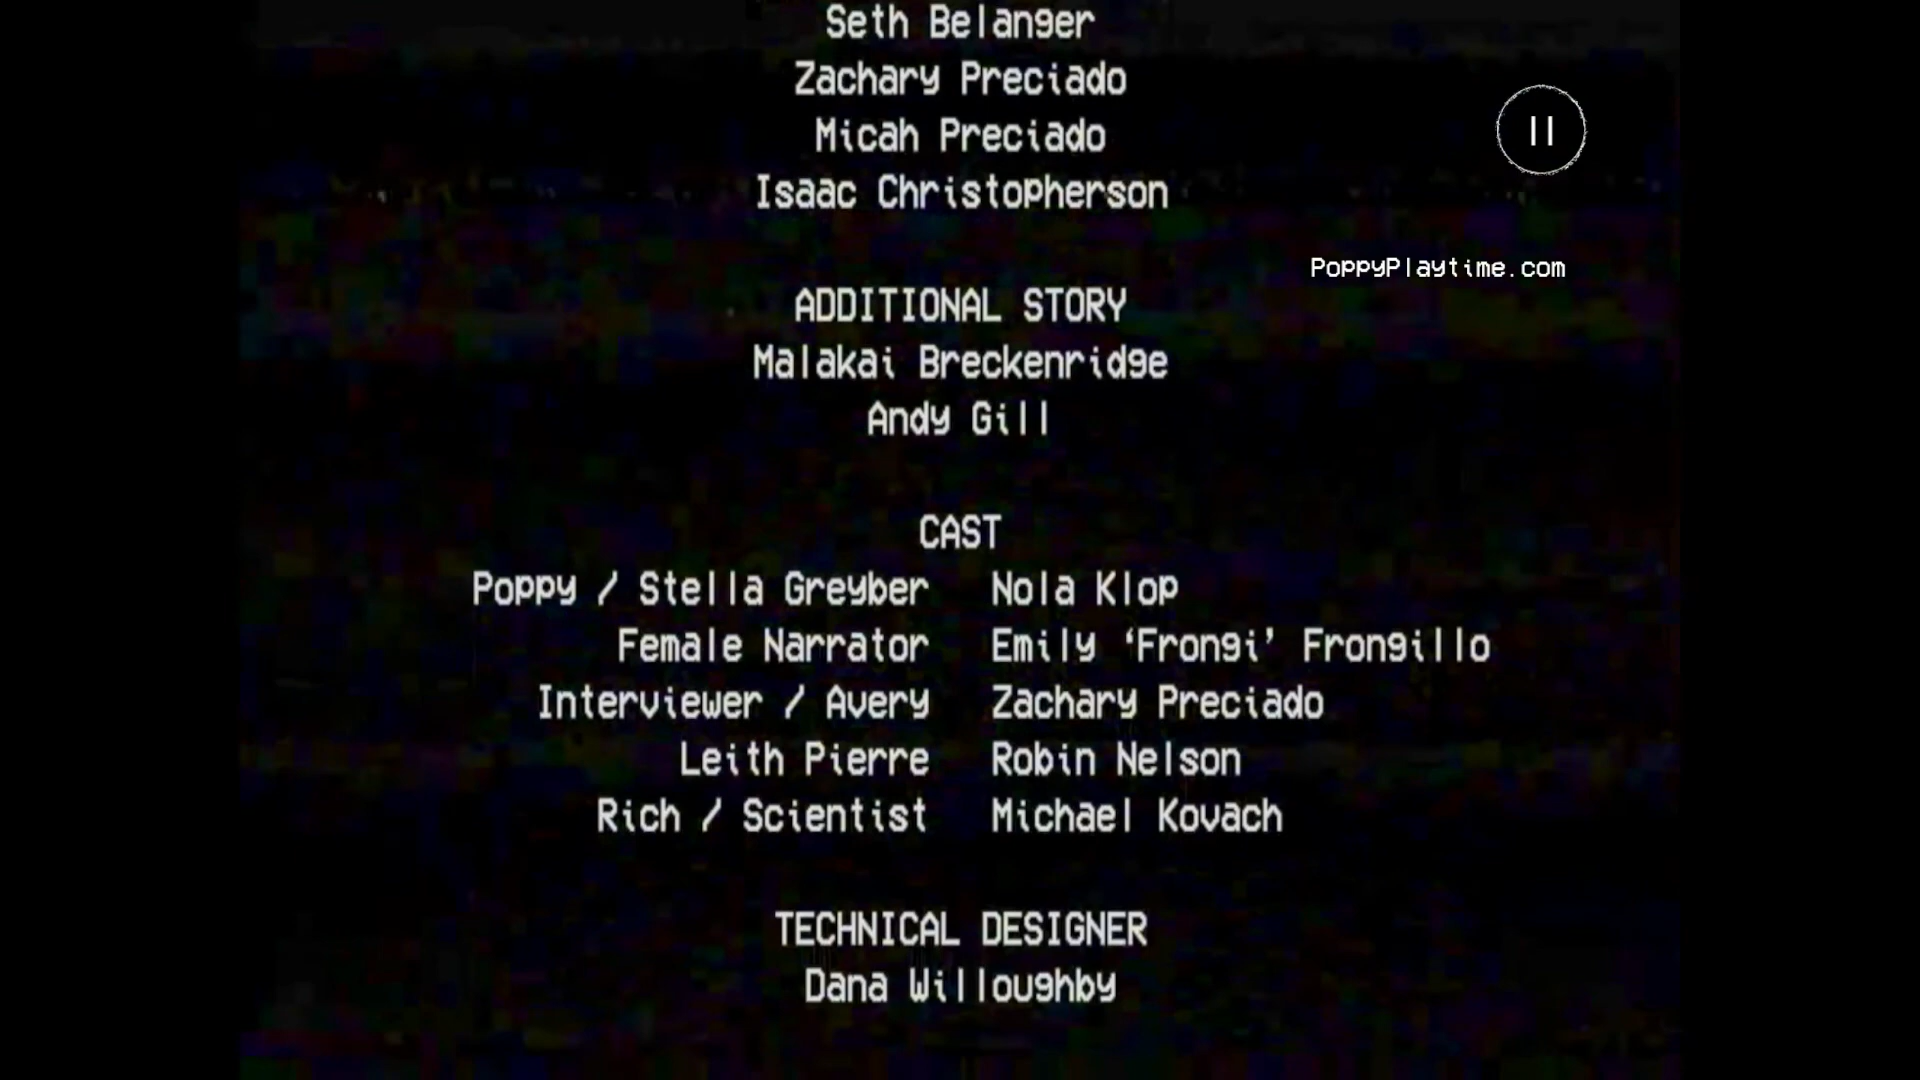 Seth Belanger
Zachary Preciado
Micah Preciado
Isaac Christopherson
PoppyPlaytime.com
ADDITIONAL STORY
Malakai Breckenridge
Andy Gill
CAST
Poppy / Stella Greyber Nola Klop
Female Narrator Emily ‘Frongi’ Frongillo
Interviewer / Avery Zachary Preciado
Leith Pierre Robin Nelson
Rich / Scientist Michael Kovach
TECHNICAL DESIGNER
Dana Willoughby